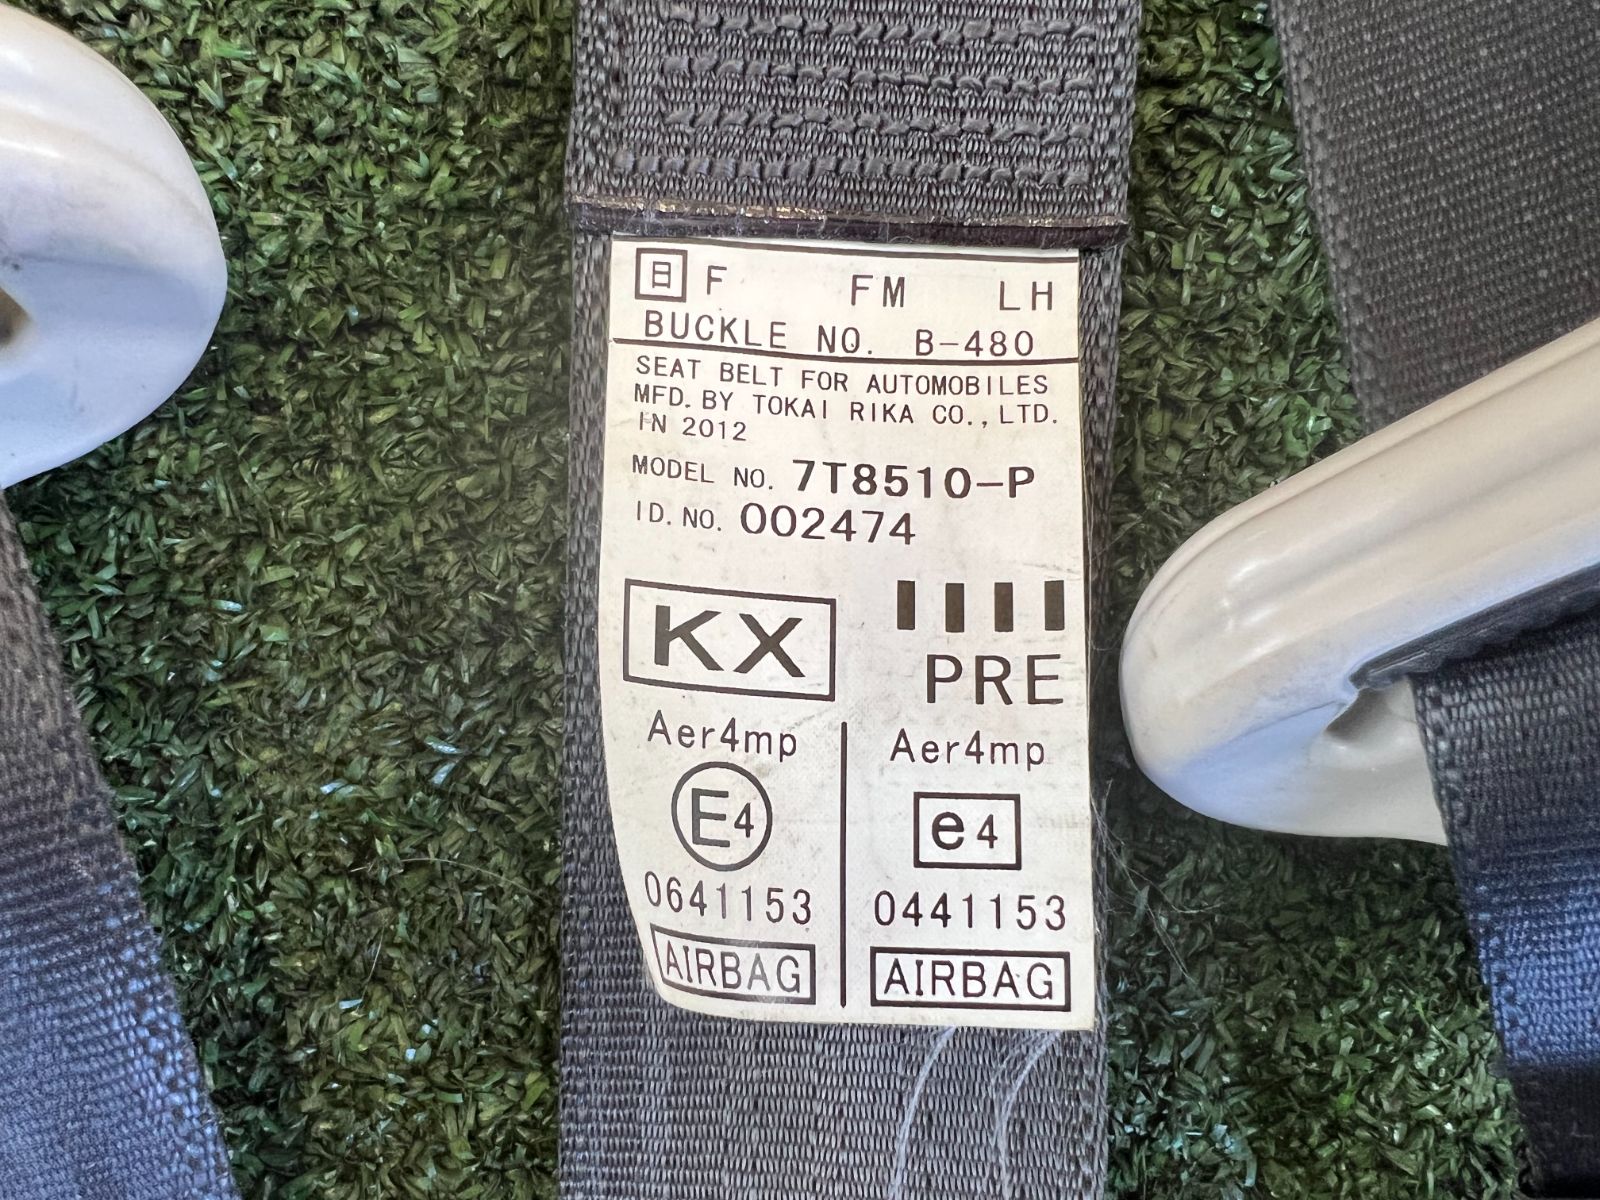 日 F FM LH
BUCKLE NO. B-480
SEAT BELT FOR AUTOMOBILES
MFD. BY TOKAI RIKA CO., LTD.
IN 2012
MODEL NO. 7T8510-P
ID. NO. 002474
KX
PRE
Aer4mp Aer4mp
E4 e4
0641153 0441153
AIRBAG AIRBAG